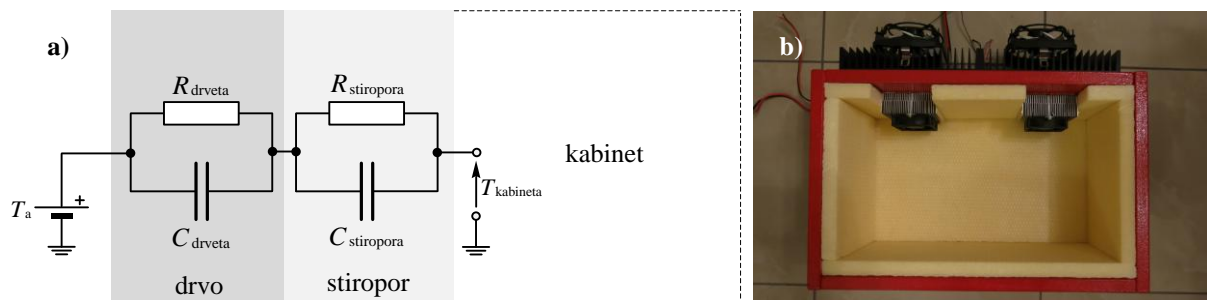 a)
R drveta
R stiropora
kabinet
T a
+
T kabineta
C drveta
C stiropora
drvo
stiropor
b)